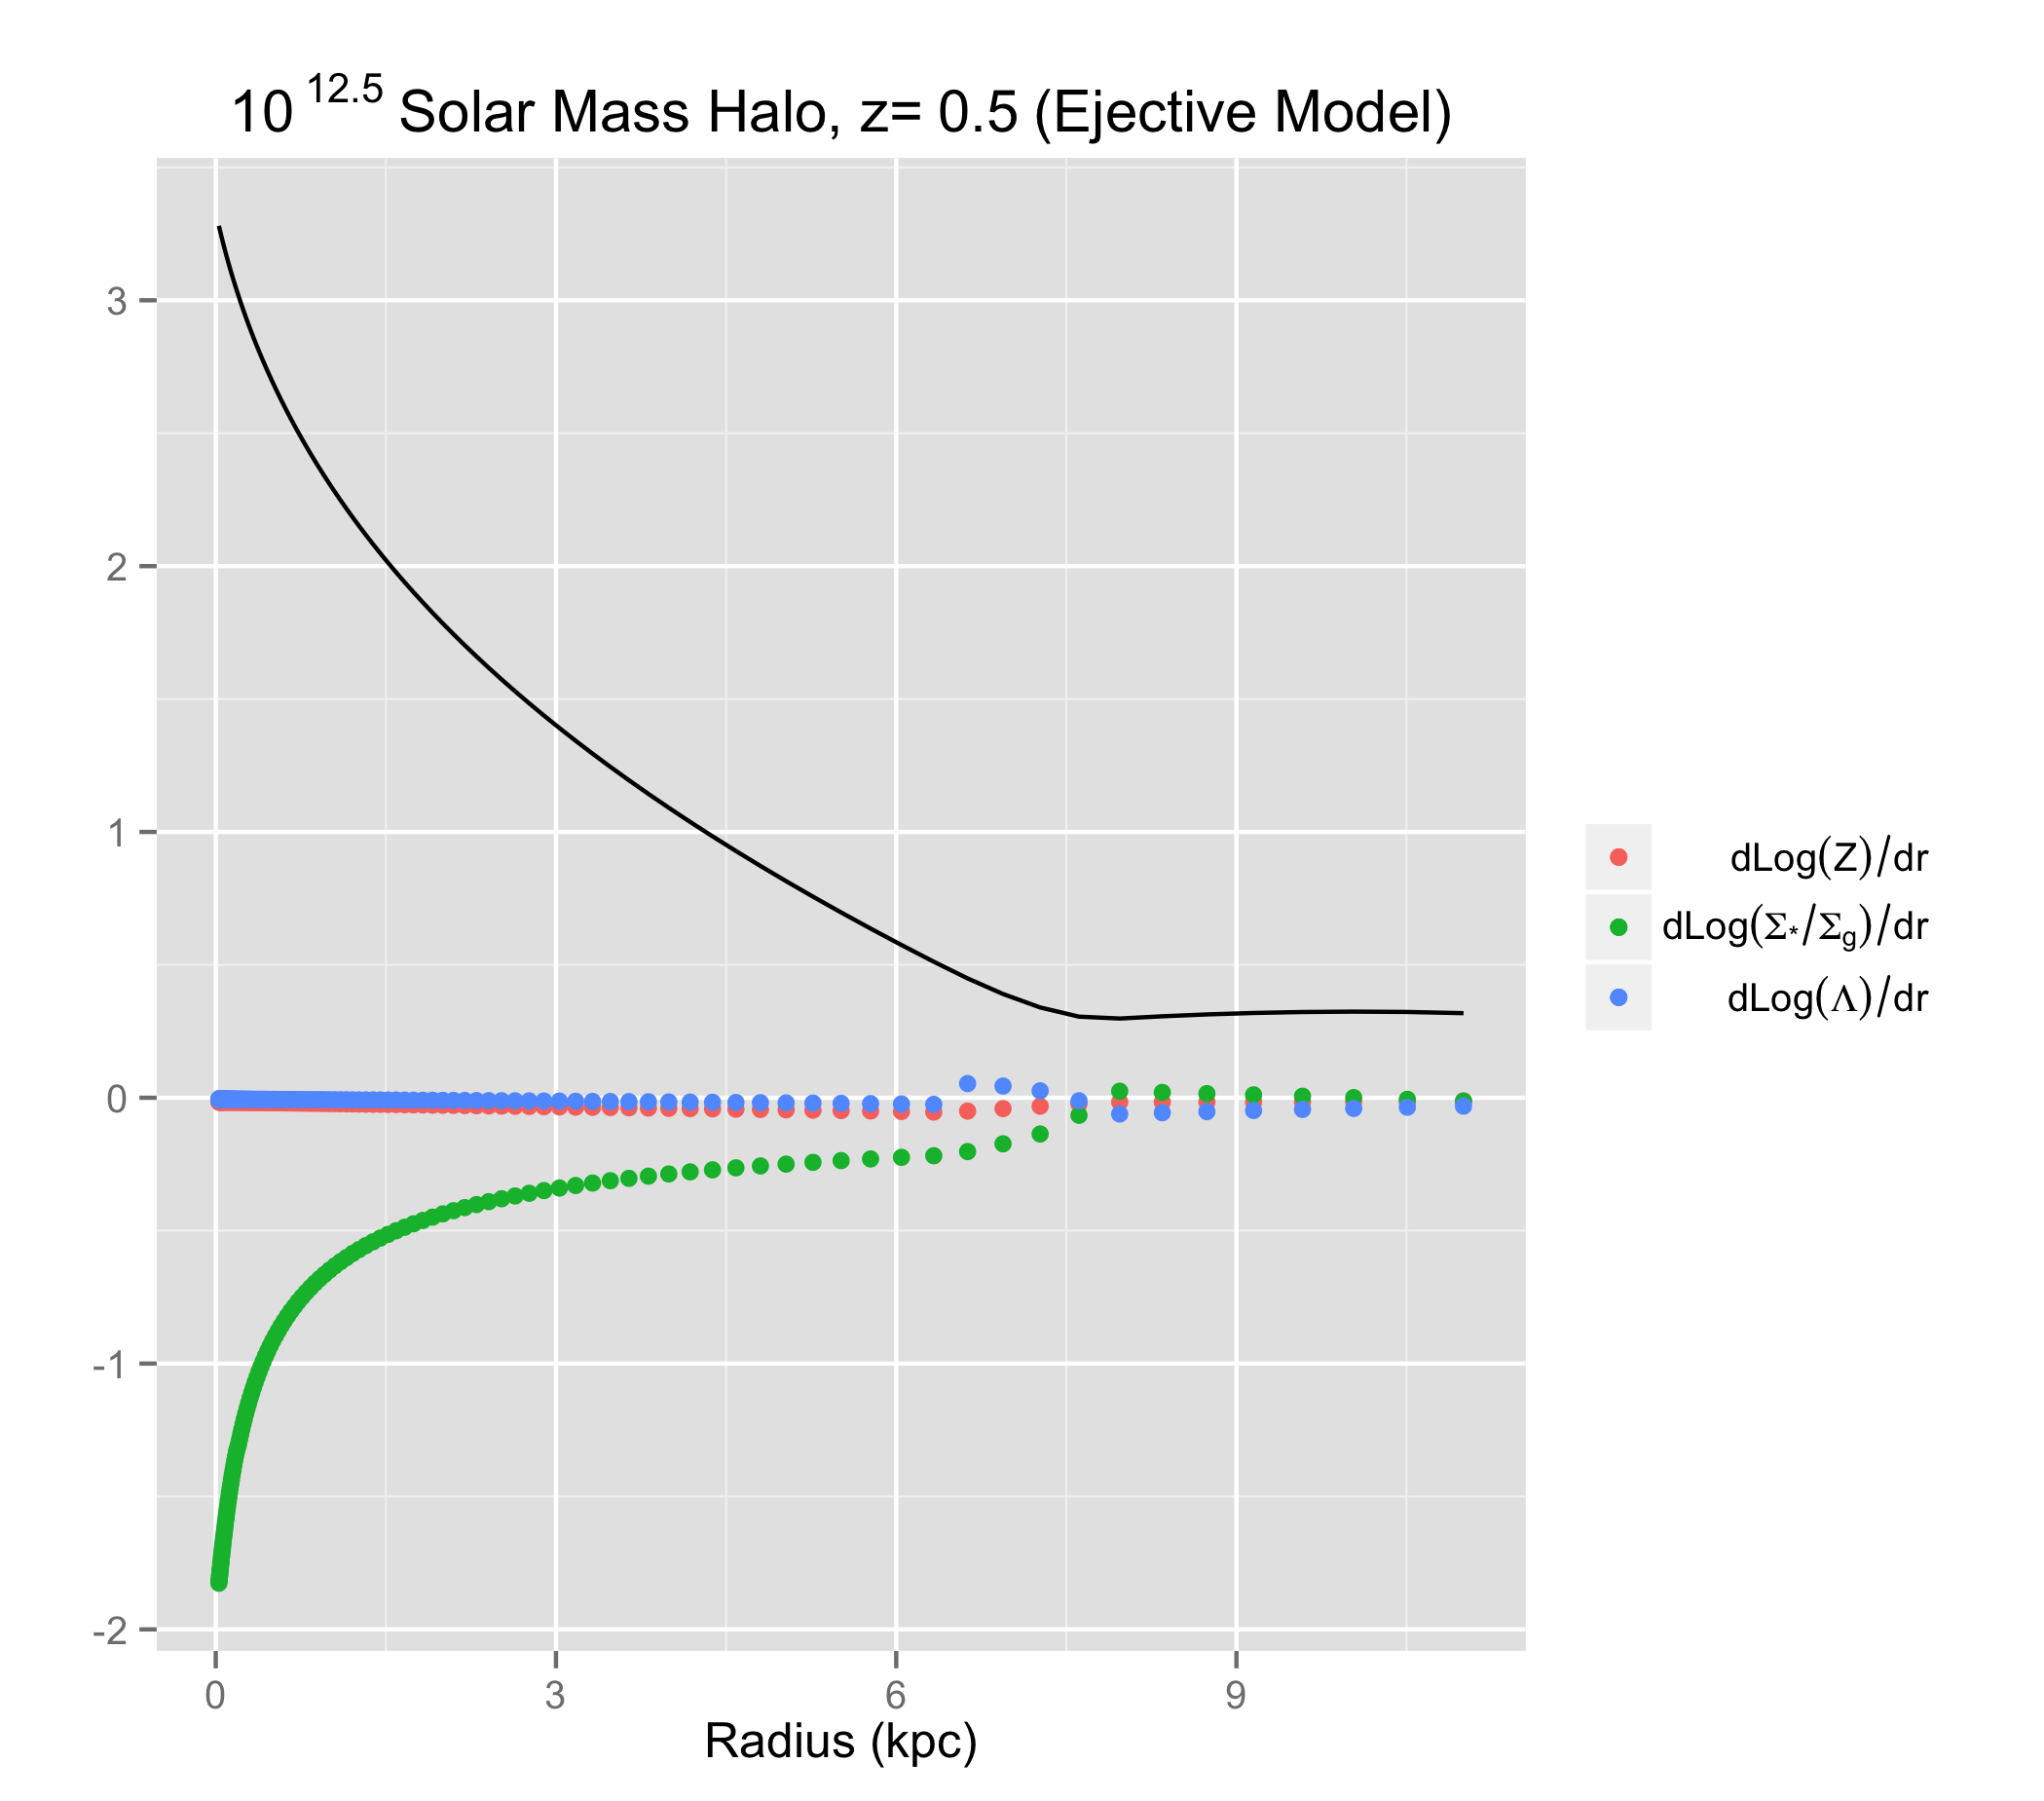 10^12.5 Solar Mass Halo, z= 0.5 (Ejective Model)
3
2
1
0
-1
-2
0 3 6 9
Radius (kpc)
dLog(Z)/dr
dLog(Σ*/Σg)/dr
dLog(Λ)/dr